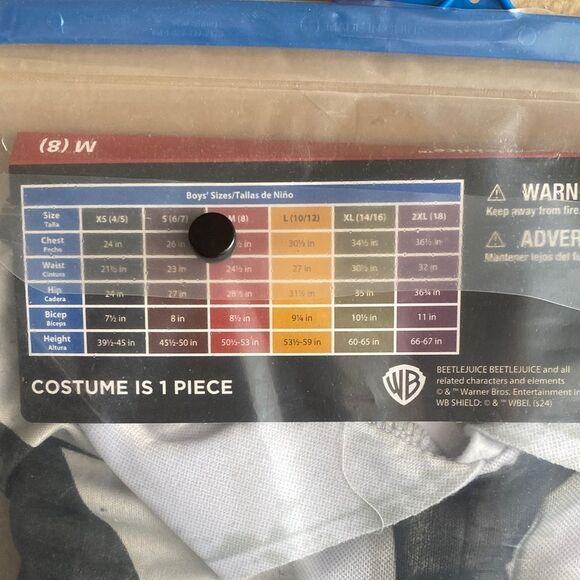 M (8)
Boys' Sizes/Tallas de Niño
Size Talla XS (4/5) S (6/7) M (8) L (10/12) XL (14/16) 2XL (18)
Chest Pecho 24 in 26 in 30½ in 34½ in 36½ in
Waist Cintura 21½ in 23 in 24½ in 27 in 30½ in 32 in
Hip Cadera 24 in 27 in 28½ in 31½ in 35 in 36¾ in
Bicep Biceps 7½ in 8 in 8½ in 9¼ in 10½ in 11 in
Height Altura 39½-45 in 45½-50 in 50½-53 in 53½-59 in 60-65 in 66-67 in
COSTUME IS 1 PIECE
WARN
Keep away from fire
ADVER
Mantener lejos del fu
WB
BEETLEJUICE BEETLEJUICE and all
related characters and elements
© & ™ Warner Bros. Entertainment In
WB SHIELD: © & ™ WBEI. (s24)